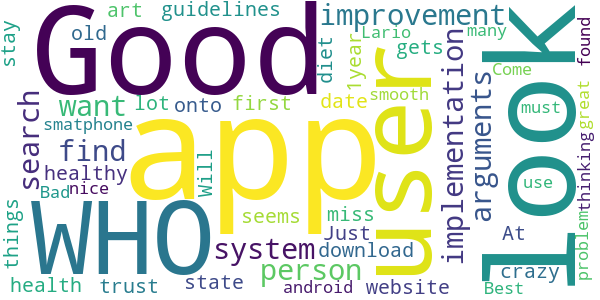 Good
app
WHO
user
look
art
guidelines
improvement
stay
old
Lario
many
gets
diet
1year
implementation
arguments
Come
found
want
lot
onto
first
date
smooth
great
search
find
smatphone
healthy
Bad
nice
Will
must
use
thinking
things
seems
miss
At
problem
system
Just
download
person
crazy
health
trust
state
android
website
Best